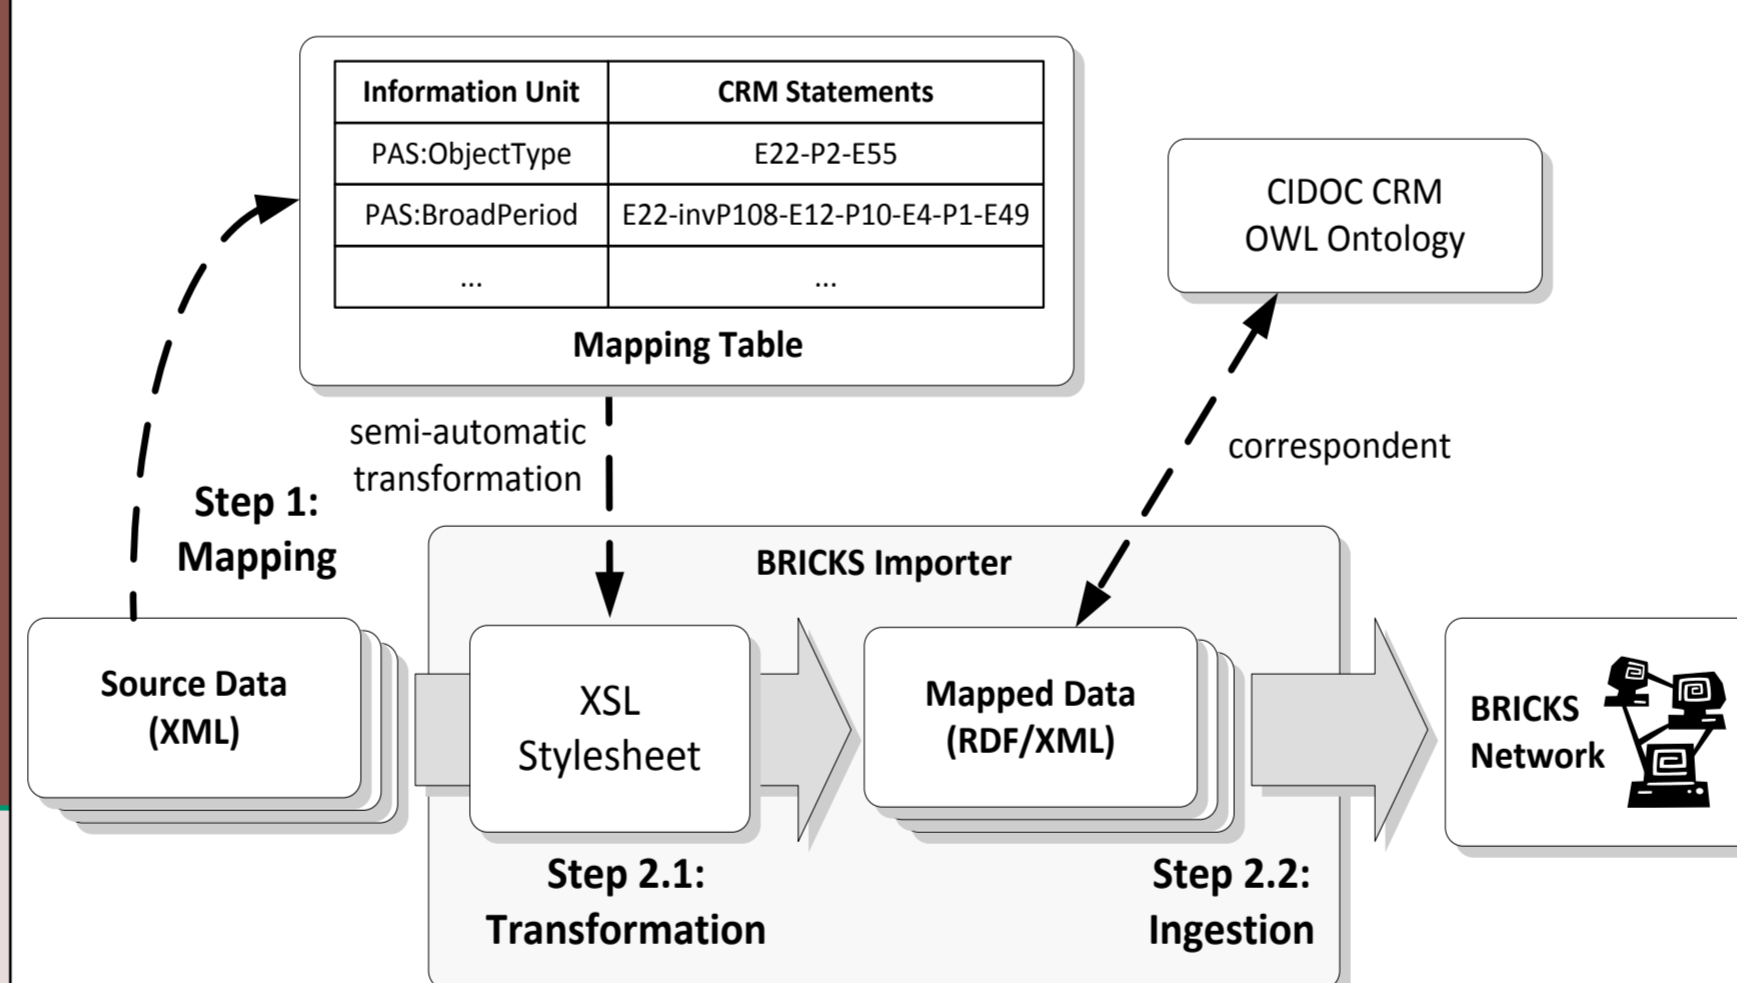 Information Unit
CRM Statements
PAS:ObjectType
E22-P2-E55
PAS:BroadPeriod
E22-invP108-E12-P10-E4-P1-E49
...
...
Mapping Table
CIDOC CRM
OWL Ontology
semi-automatic
transformation
correspondent
Step 1:
Mapping
BRICKS Importer
Source Data
(XML)
XSL
Stylesheet
Mapped Data
(RDF/XML)
BRICKS
Network
Step 2.1:
Transformation
Step 2.2:
Ingestion